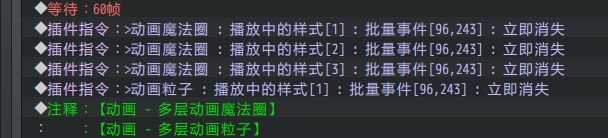 ◆等待：60帧
◆插件指令：>动画魔法圈 : 播放中的样式[1] : 批量事件[96,243] : 立即消失
◆插件指令：>动画魔法圈 : 播放中的样式[2] : 批量事件[96,243] : 立即消失
◆插件指令：>动画魔法圈 : 播放中的样式[3] : 批量事件[96,243] : 立即消失
◆插件指令：>动画粒子 : 播放中的样式[1] : 批量事件[96,243] : 立即消失
◆注释：【动画 - 多层动画魔法圈】
：　　：【动画 - 多层动画粒子】